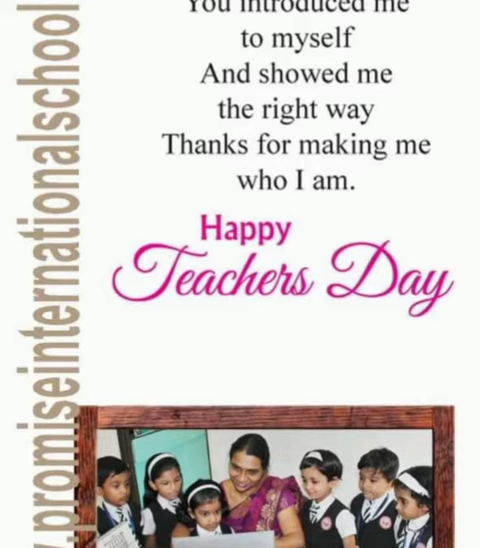 You introduced me
to myself
And showed me
the right way
Thanks for making me
who I am.
Happy
Teachers Day
.promiseinternationalschool